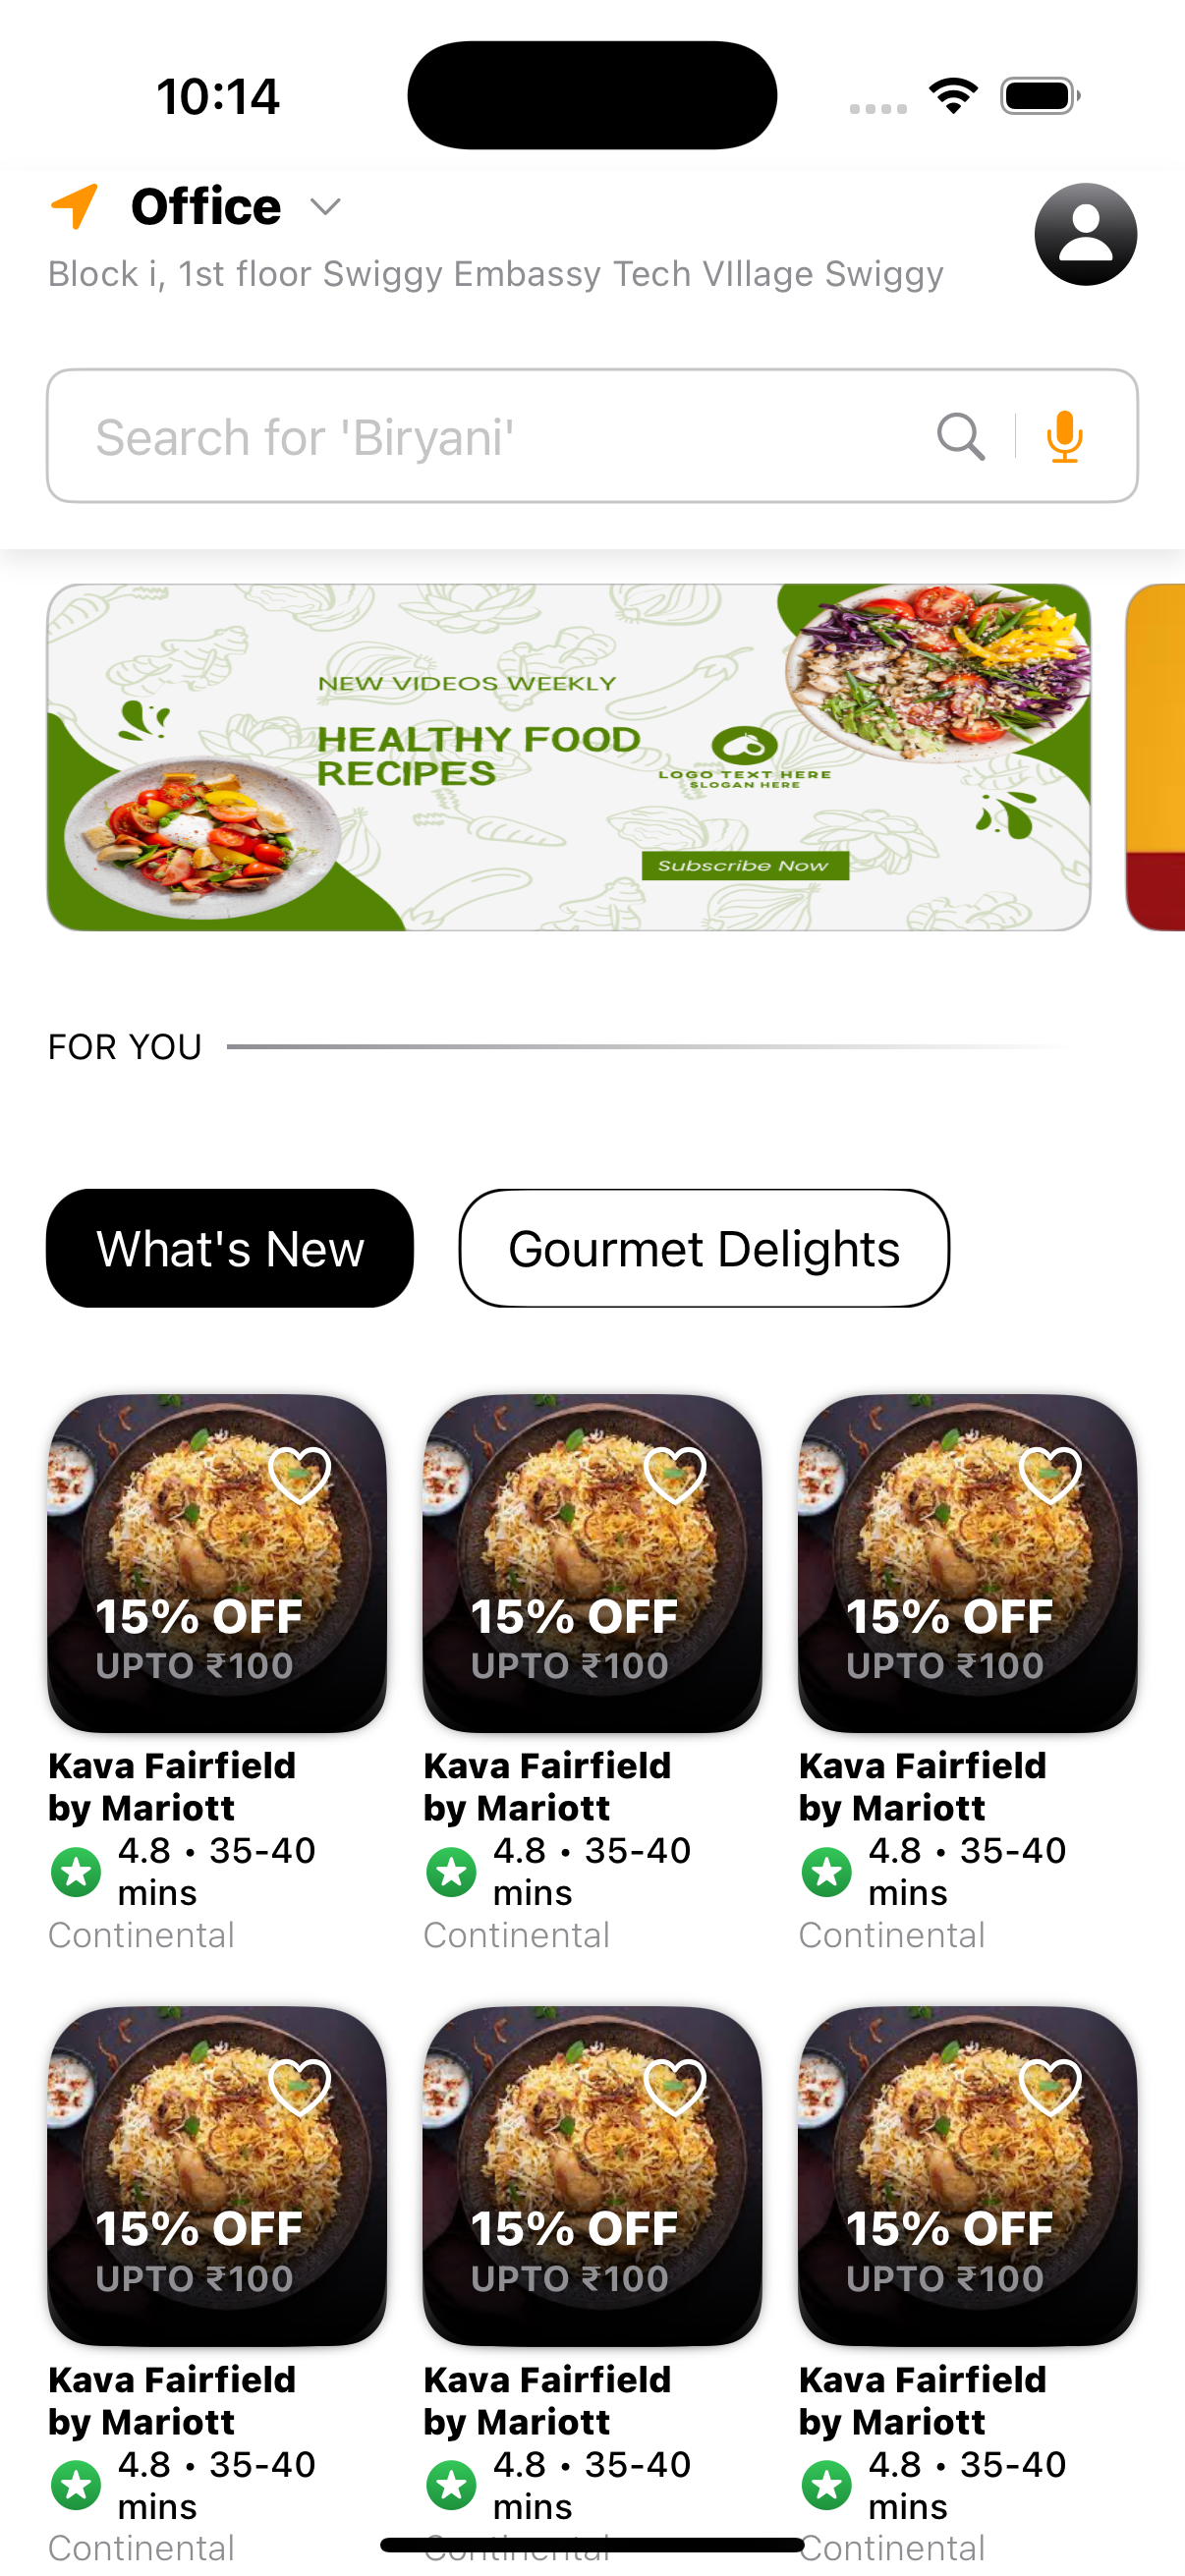 10:14
Office
Block i, 1st floor Swiggy Embassy Tech VIllage Swiggy
Search for 'Biryani'
NEW VIDEOS WEEKLY
HEALTHY FOOD
RECIPES
LOGO TEXT HERE
SLOGAN HERE
Subscribe Now
FOR YOU
What's New
Gourmet Delights
15% OFF
UPTO ₹100
Kava Fairfield
by Mariott
4.8 • 35-40
mins
Continental
15% OFF
UPTO ₹100
Kava Fairfield
by Mariott
4.8 • 35-40
mins
Continental
15% OFF
UPTO ₹100
Kava Fairfield
by Mariott
4.8 • 35-40
mins
Continental
15% OFF
UPTO ₹100
Kava Fairfield
by Mariott
4.8 • 35-40
mins
Continental
15% OFF
UPTO ₹100
Kava Fairfield
by Mariott
4.8 • 35-40
mins
Continental
15% OFF
UPTO ₹100
Kava Fairfield
by Mariott
4.8 • 35-40
mins
Continental